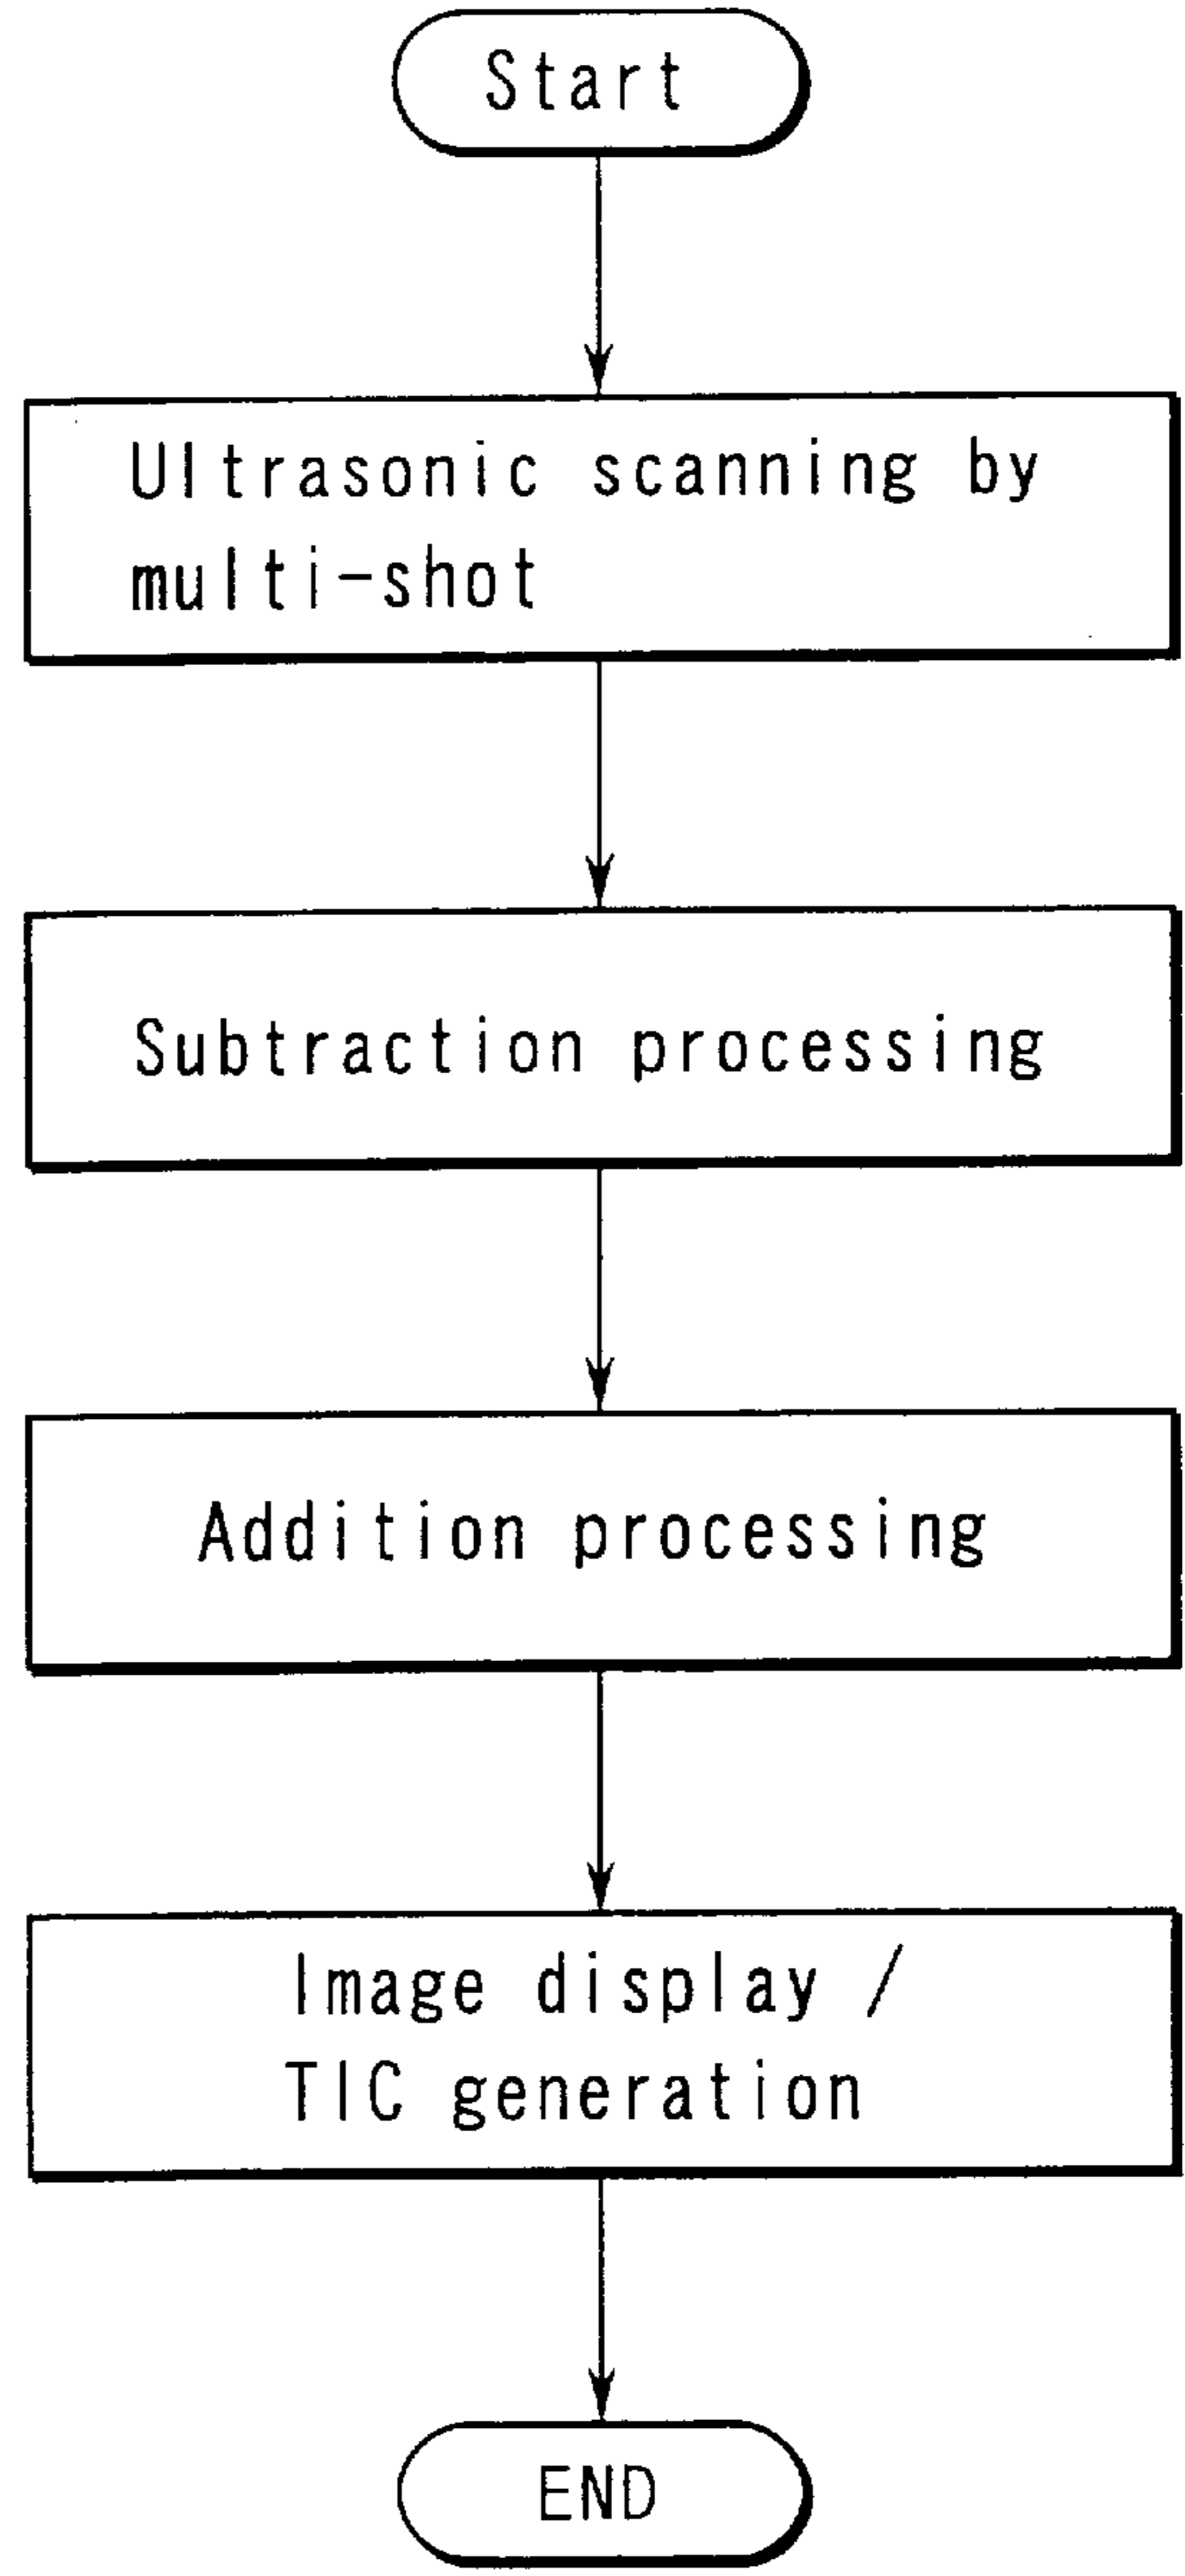 Start
Ultrasonic scanning by
multi-shot
Subtraction processing
Addition processing
Image display /
TIC generation
END